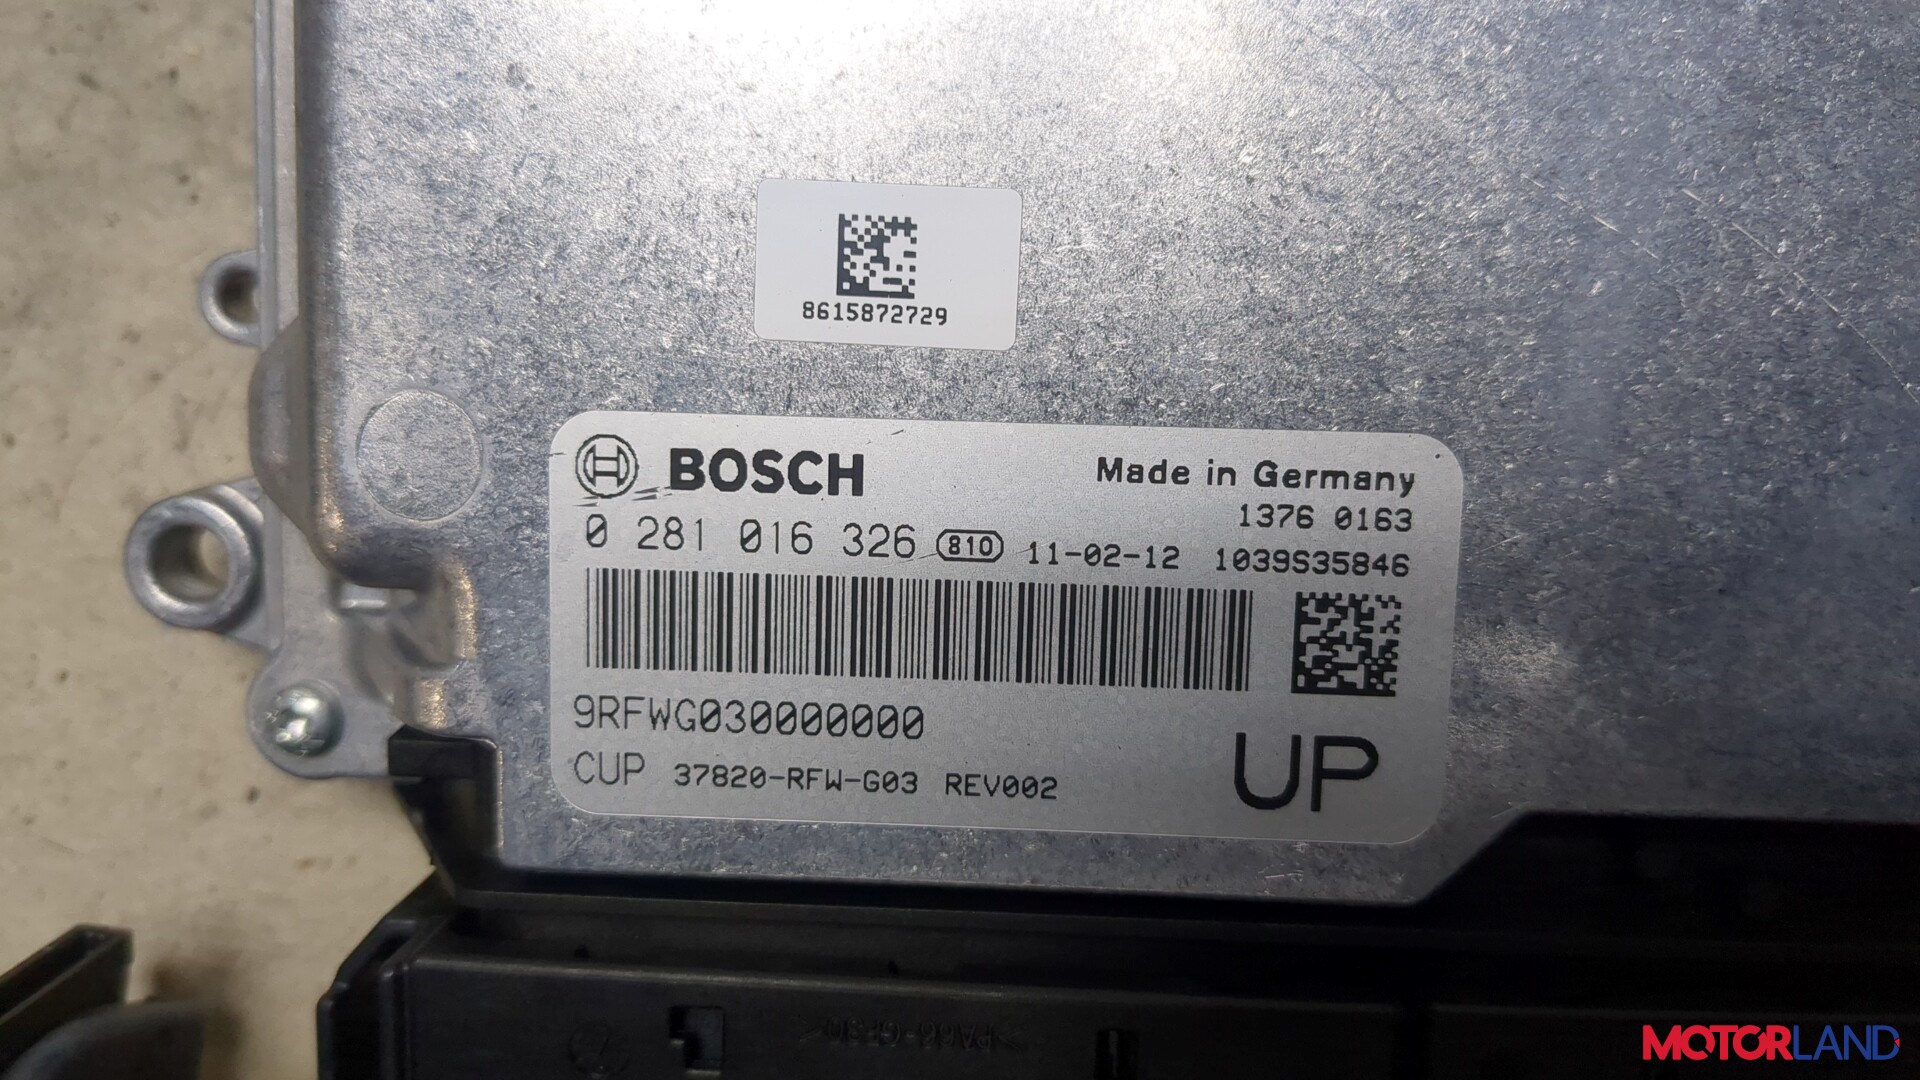 8615872729
BOSCH
Made in Germany
1376 0163
0 281 016 326 810 11-02-12 1039S35846
9RFWG030000000
CUP 37820-RFW-G03 REV002
UP
MOTORLAND